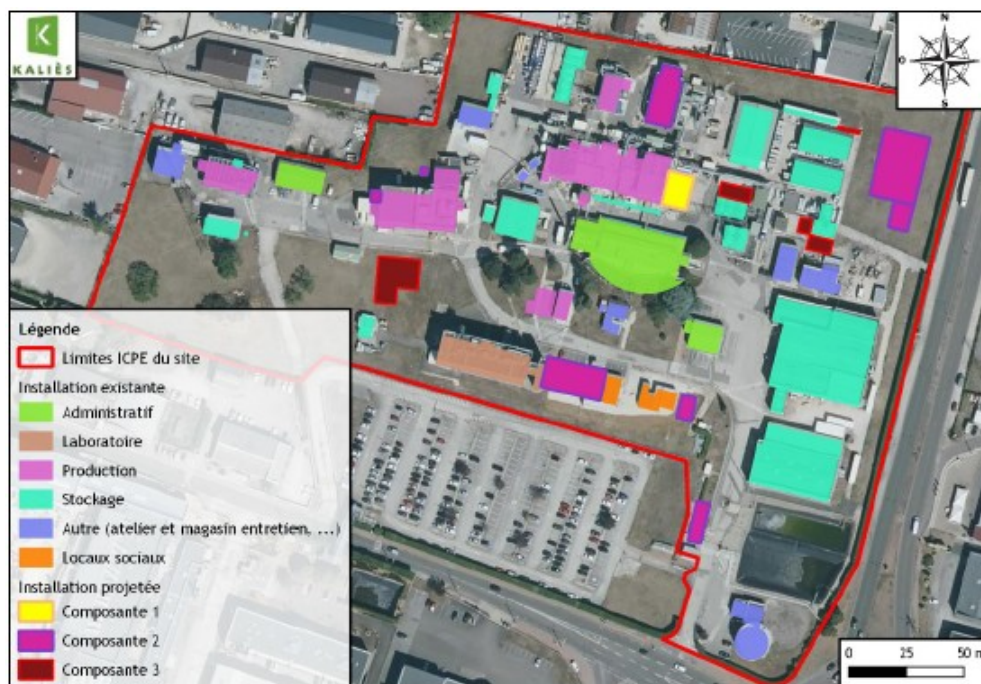 KALIÈS
N
O
E
S
Légende
Limites ICPE du site
Installation existante
Administratif
Laboratoire
Production
Stockage
Autre (atelier et magasin entretien, ...)
Locaux sociaux
Installation projetée
Composante 1
Composante 2
Composante 3
0 25 50 m